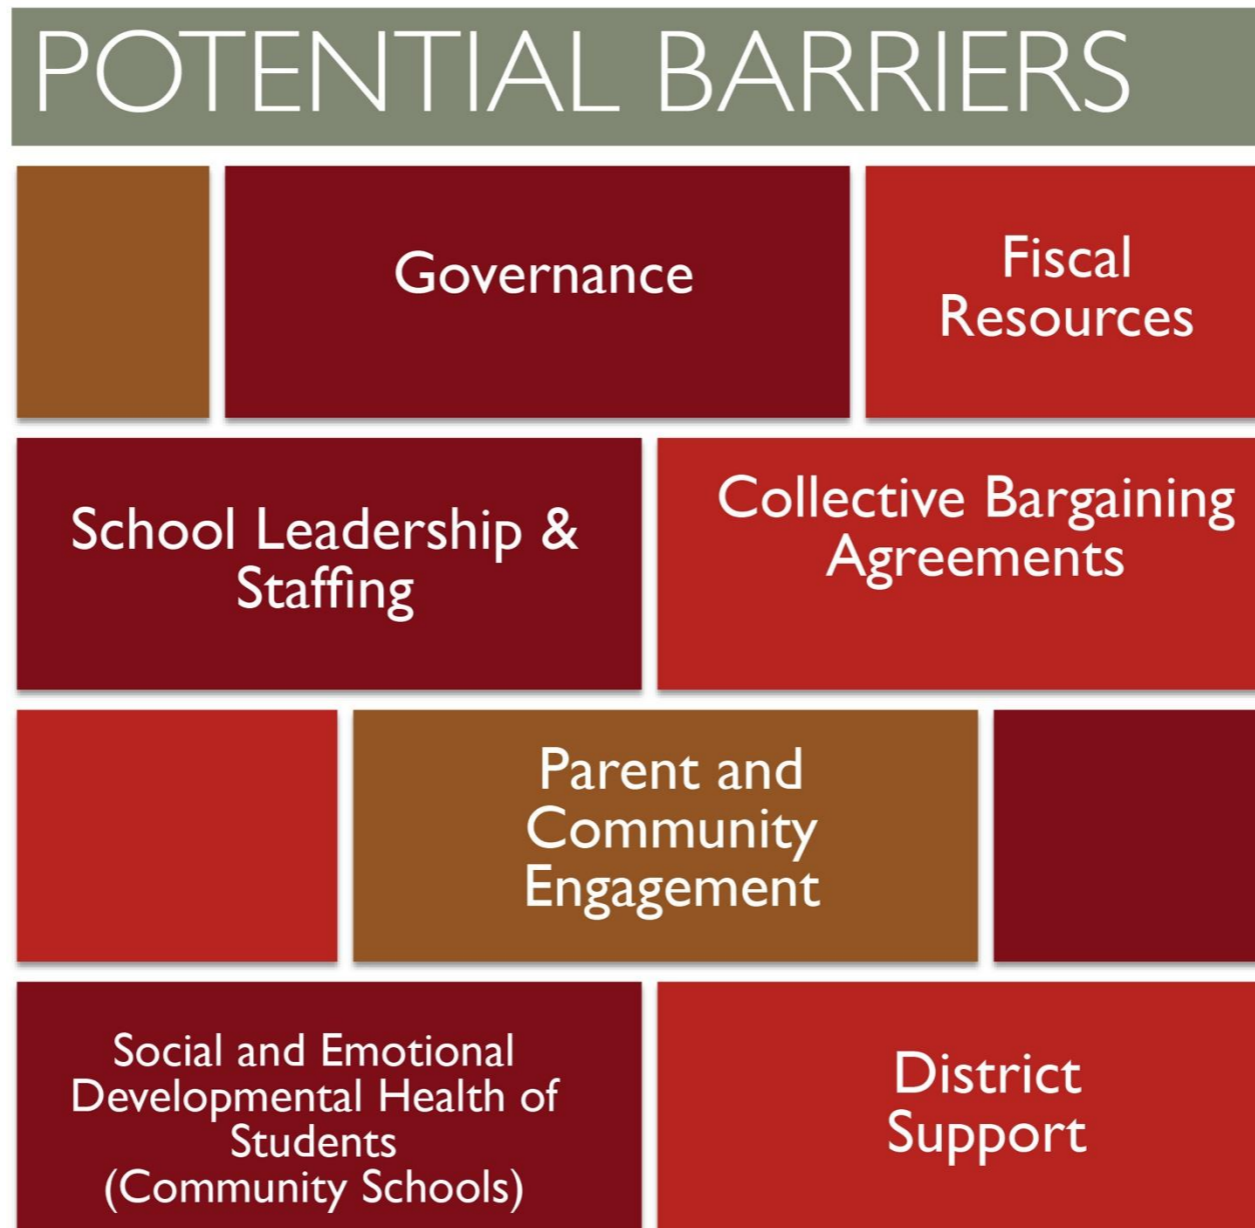 POTENTIAL BARRIERS
Governance
Fiscal
Resources
School Leadership &
Staffing
Collective Bargaining
Agreements
Parent and
Community
Engagement
Social and Emotional
Developmental Health of
Students
(Community Schools)
District
Support